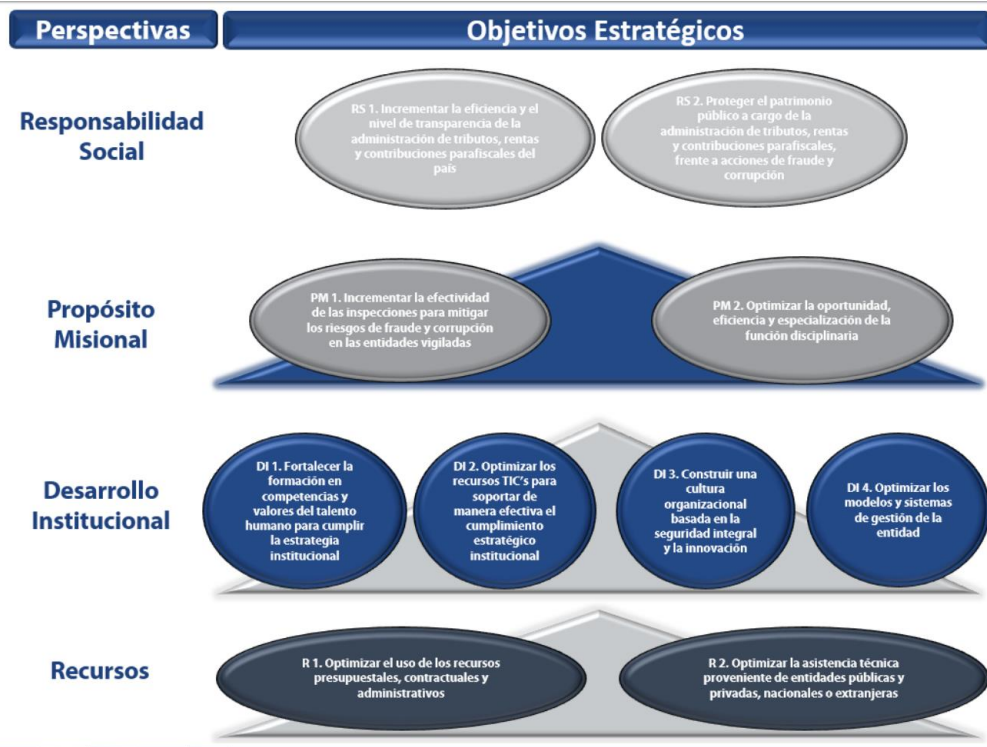 Perspectivas
Objetivos Estratégicos
Responsabilidad
Social
RS 1. Incrementar la eficiencia y el
nivel de transparencia de la
administración de tributos, rentas
y contribuciones parafiscales del
país
RS 2. Proteger el patrimonio
público a cargo de la
administración de tributos, rentas
y contribuciones parafiscales,
frente a acciones de fraude y
corrupción
Propósito
Misional
PM 1. Incrementar la efectividad
de las inspecciones para mitigar
los riesgos de fraude y corrupción
en las entidades vigiladas
PM 2. Optimizar la oportunidad,
eficiencia y especialización de la
función disciplinaria
Desarrollo
Institucional
DI 1. Fortalecer la
formación en
competencias y
valores del talento
humano para cumplir
la estrategia
institucional
DI 2. Optimizar los
recursos TIC's para
soportar de
manera efectiva el
cumplimiento
estratégico
institucional
DI 3. Construir una
cultura
organizacional
basada en la
seguridad integral
y la innovación
DI 4. Optimizar los
modelos y sistemas
de gestión de la
entidad
Recursos
R 1. Optimizar el uso de los recursos
presupuestales, contractuales y
administrativos
R 2. Optimizar la asistencia técnica
proveniente de entidades públicas y
privadas, nacionales o extranjeras